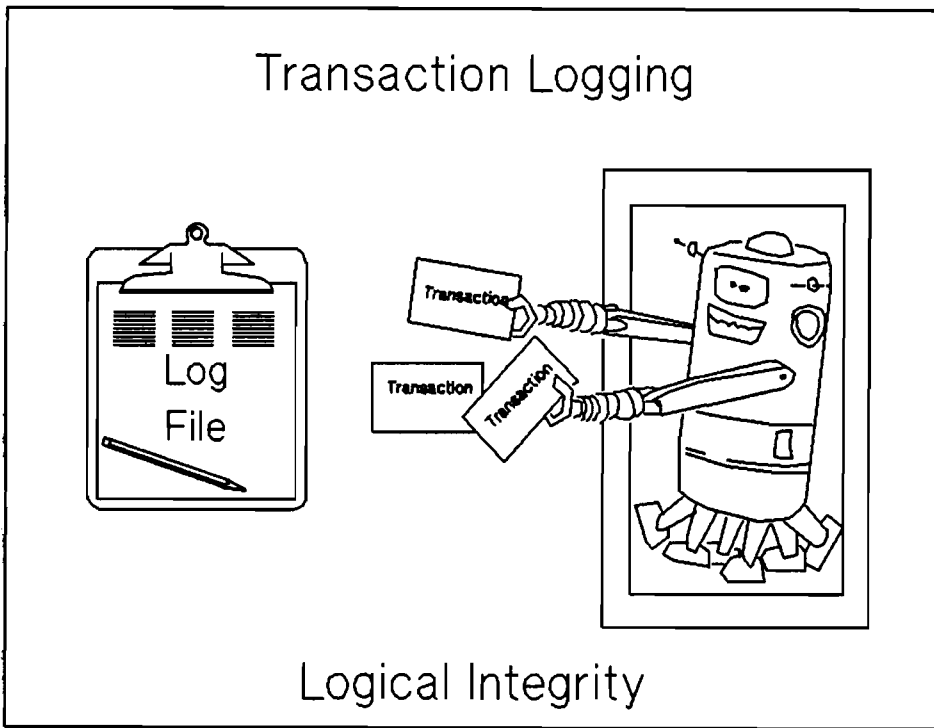 Transaction Logging
Log
File
Transaction
Transaction
Transaction
Logical Integrity